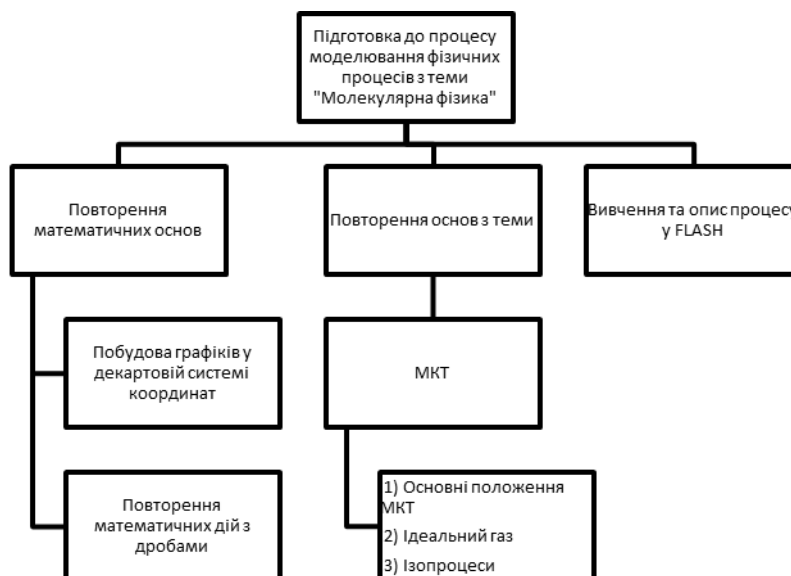 Підготовка до процесу
моделювання фізичних
процесів з теми
"Молекулярна фізика"
Повторення
математичних основ
Повторення основ з теми
Вивчення та опис процесу
у FLASH
Побудова графіків у
декартовій системі
координат
МКТ
Повторення
математичних дій з
дробами
1) Основні положення
МКТ
2) Ідеальний газ
3) Ізопроцеси